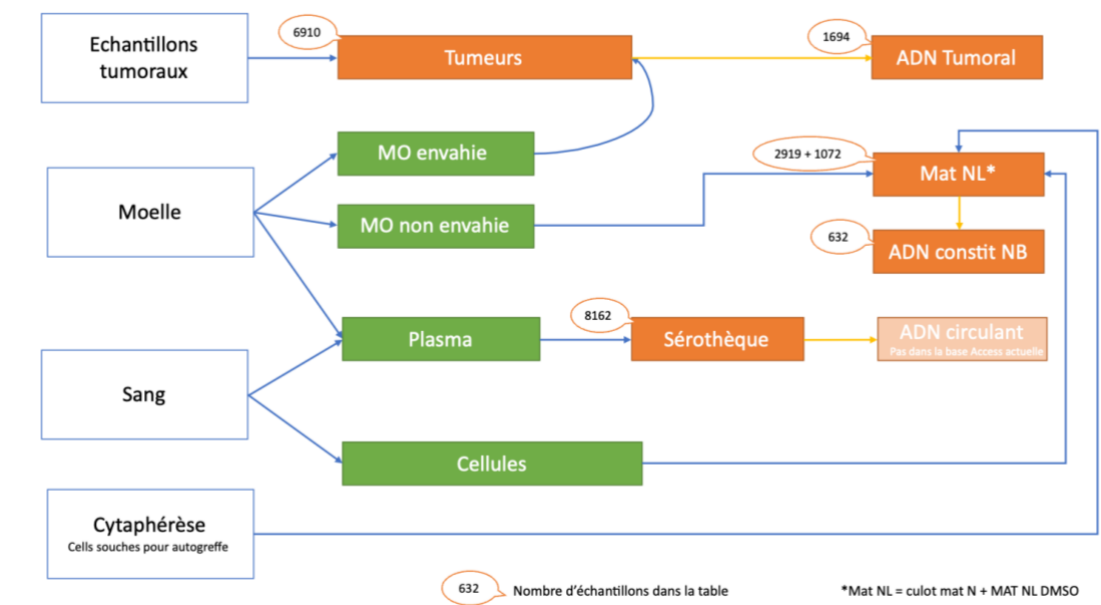 Echantillons
tumoraux
6910
Tumeurs
1694
ADN Tumoral
MO envahie
2919 + 1072
Mat NL*
Moelle
MO non envahie
632
ADN constit NB
8162
Plasma
Sérothèque
ADN circulant
Pas dans la base Access actuelle
Sang
Cellules
Cytaphérèse
Cells souches pour autogreffe
632
Nombre d'échantillons dans la table
*Mat NL = culot mat N + MAT NL DMSO